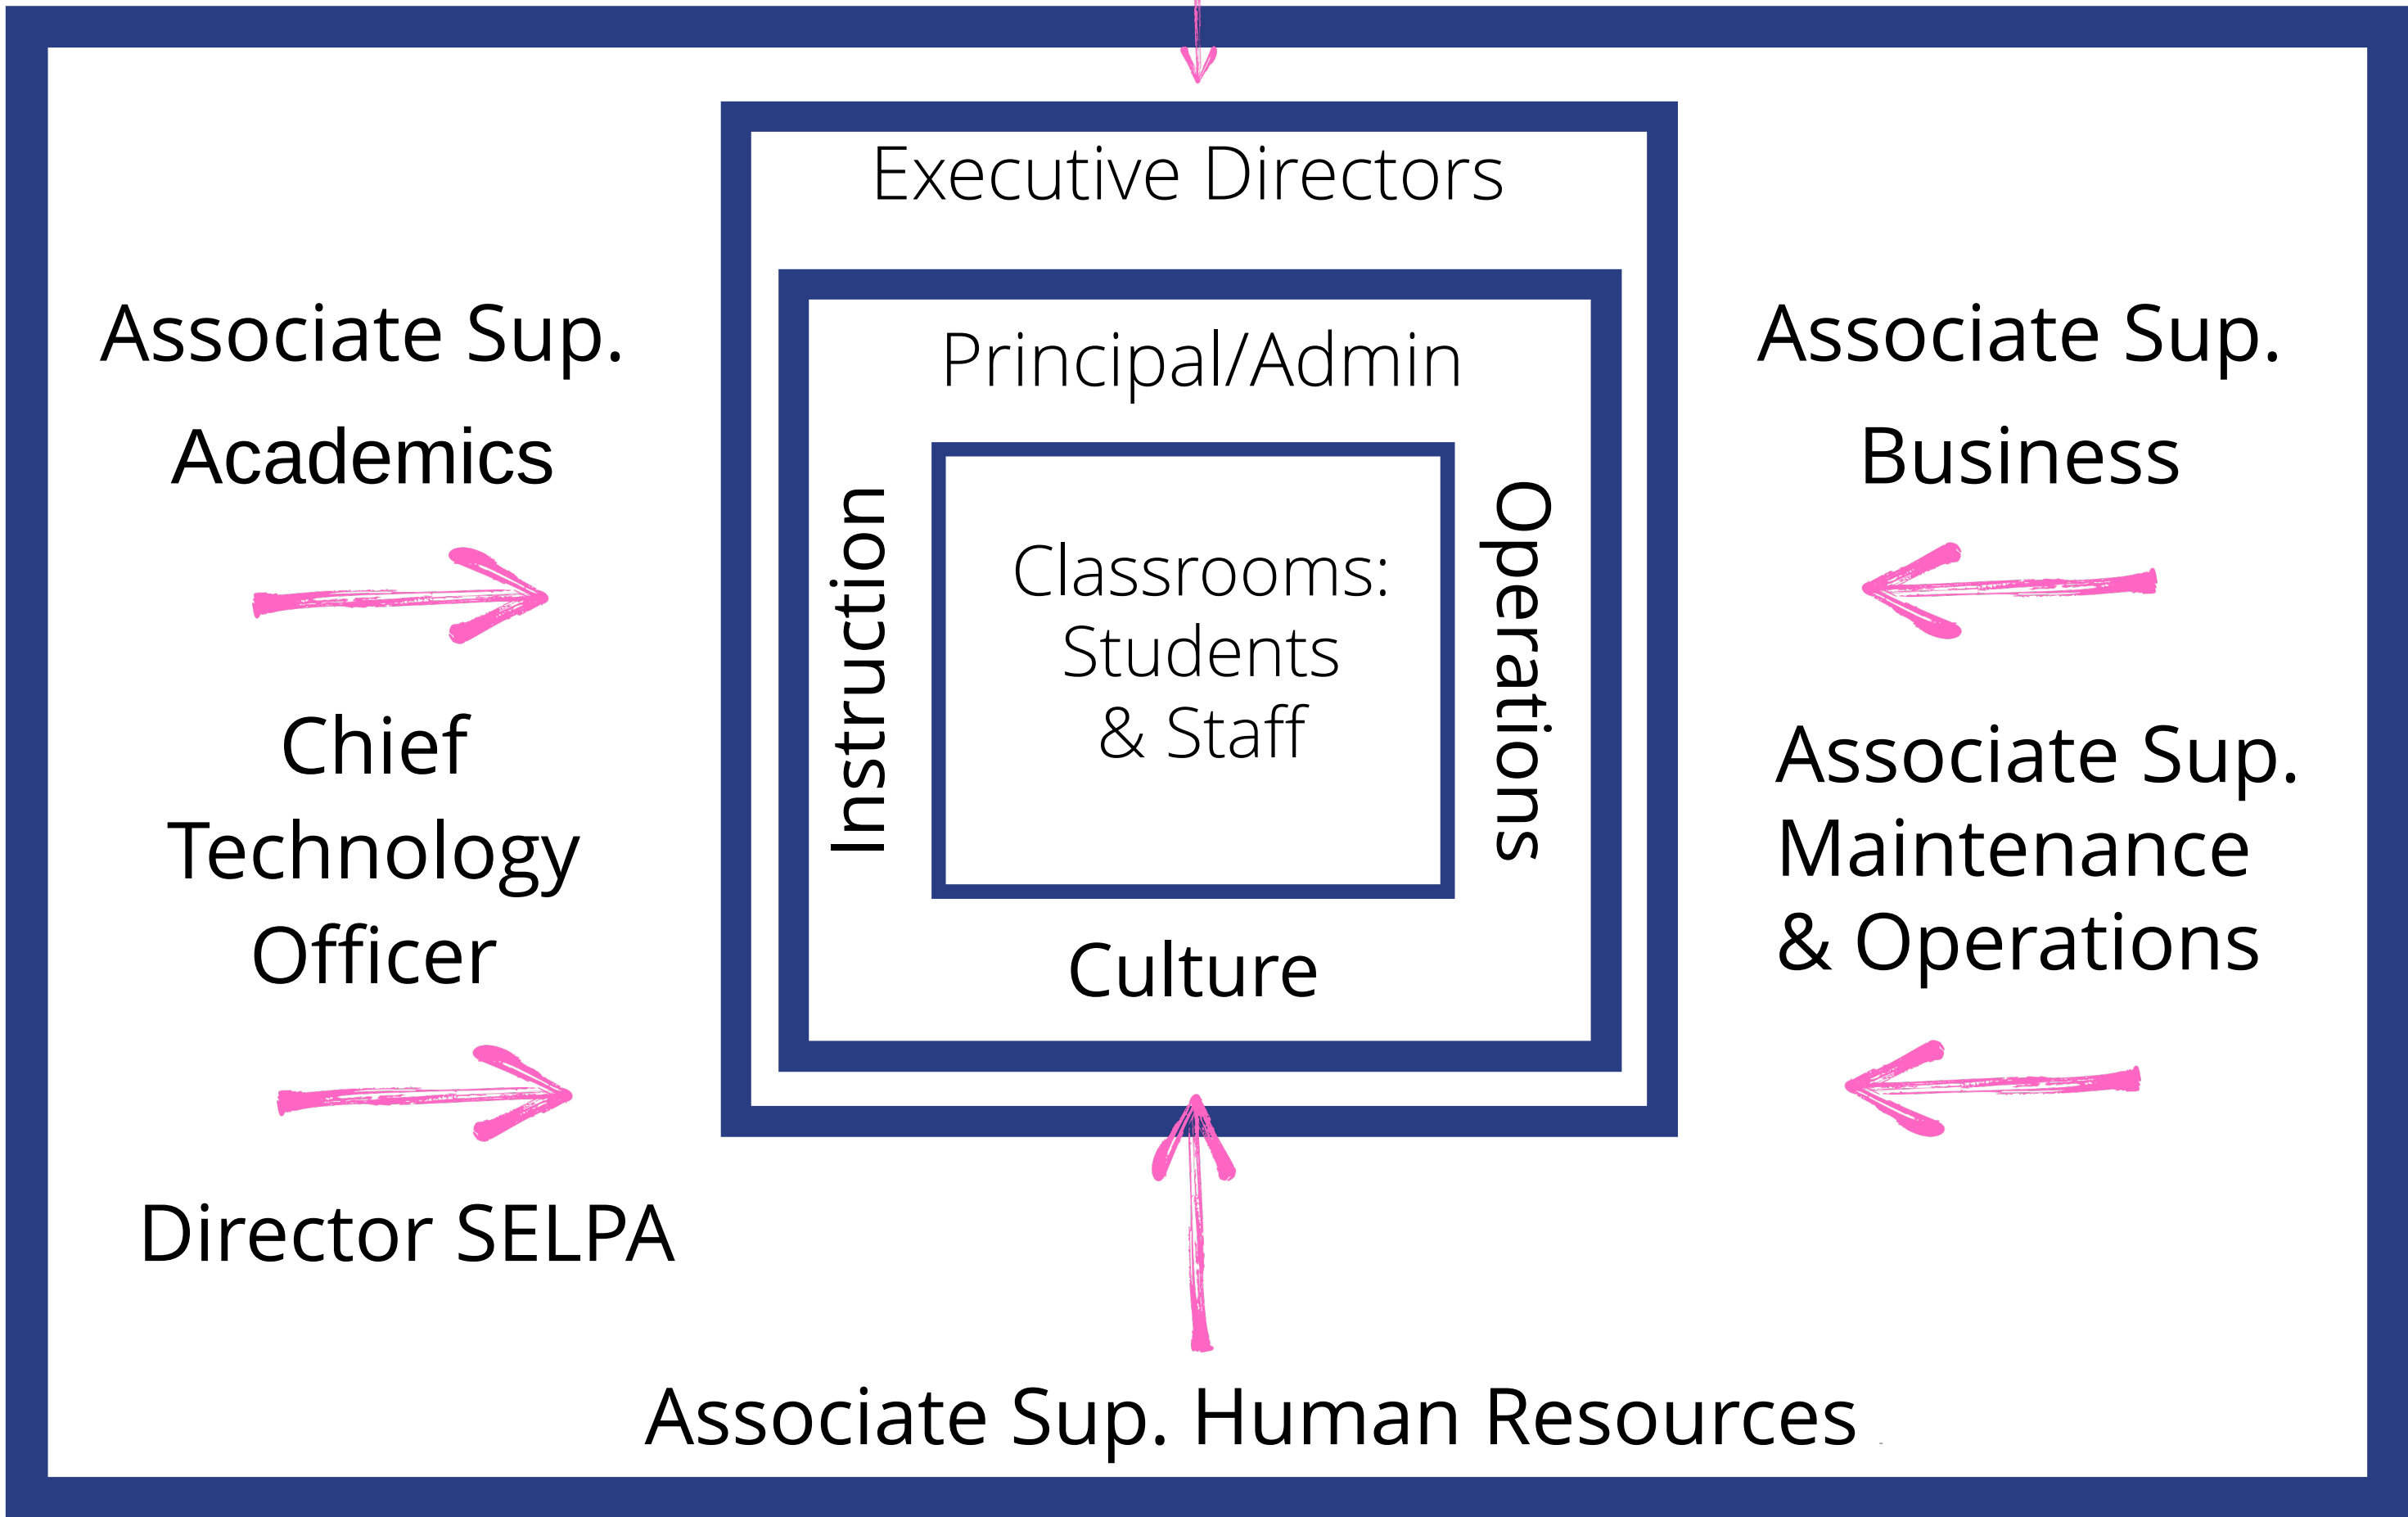 Executive Directors
Principal/Admin
Instruction
Classrooms:
Students
& Staff
Operations
Culture
Associate Sup.
Academics
Chief
Technology
Officer
Director SELPA
Associate Sup.
Business
Associate Sup.
Maintenance
& Operations
Associate Sup. Human Resources